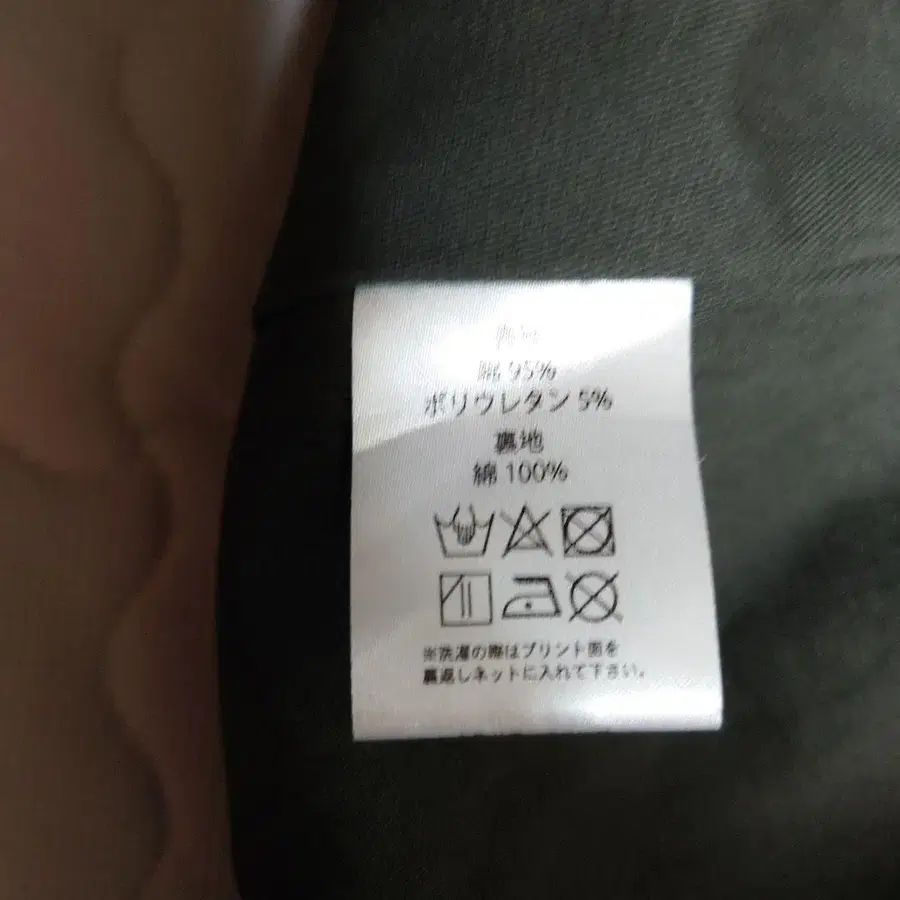 綿 95%
ポリウレタン 5%
裏地
綿 100%
※洗濯の際はプリント面を
裏返しネットに入れて下さい。